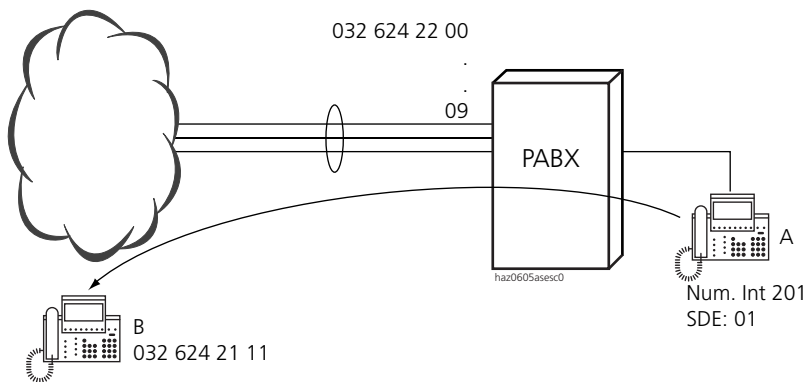 032 624 22 00
.
.
09
PABX
haz0605asesc0
A
Num. Int 201
SDE: 01
B
032 624 21 11